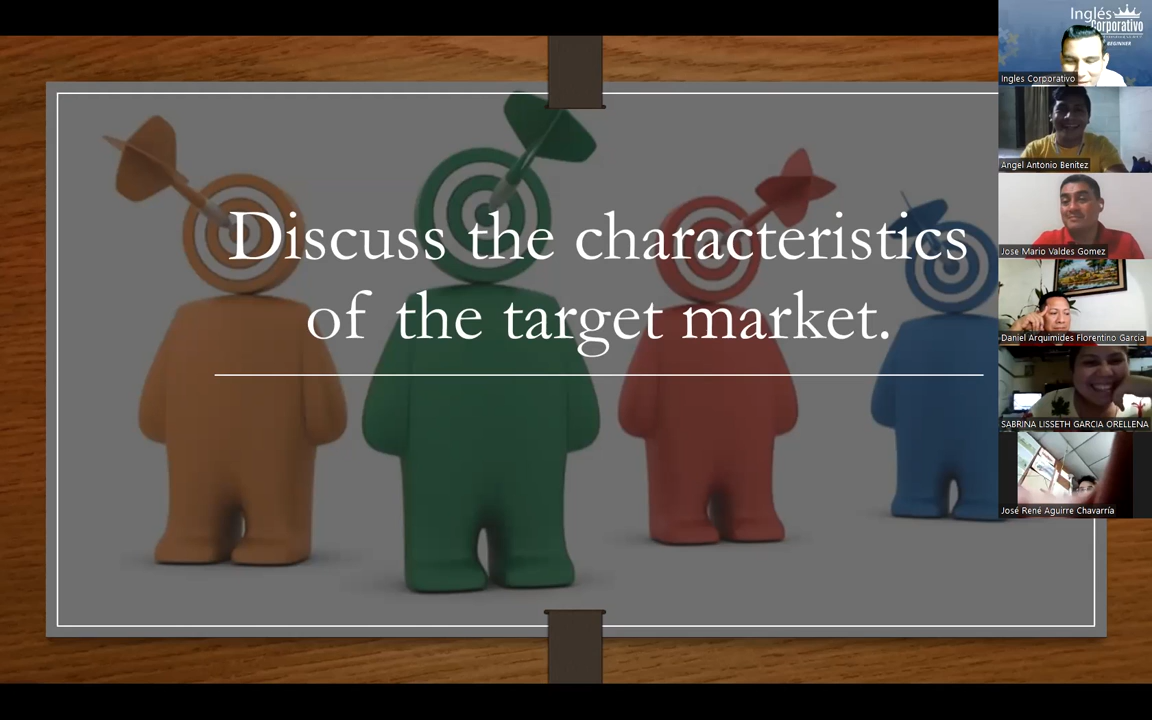 Discuss the characteristics
of the target market.
Inglés
Corporativo
BEGINNER
Ingles Corporativo
Angel Antonio Benitez
Jose Mario Valdes Gomez
Daniel Arquimides Florentino Garcia
SABRINA LISSETH GARCIA ORELLENA
José René Aguirre Chavarría